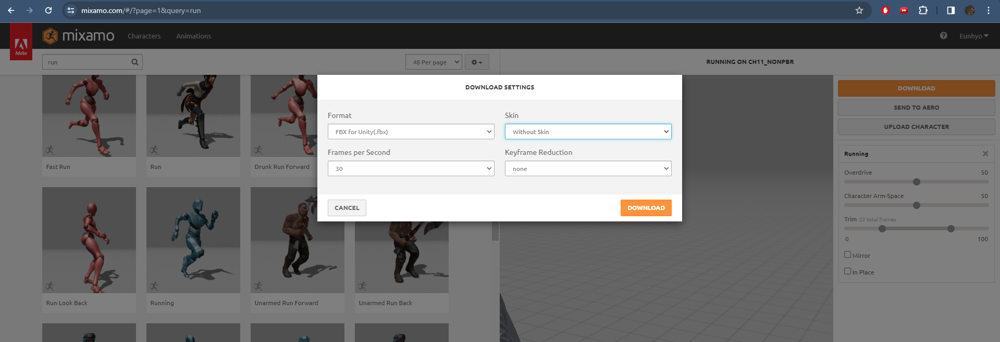 mixamo.com/#/?page=1&query=run
Adobe
mixamo
Characters
Animations
Eunhyo
run
48 Per page
RUNNING ON CH11_NONPBR
DOWNLOAD SETTINGS
Format
Skin
FBX for Unity(.fbx)
Without Skin
Frames per Second
Keyframe Reduction
30
none
CANCEL
DOWNLOAD
Fast Run
Run
Drunk Run Forward
Run Look Back
Running
Unarmed Run Forward
Unarmed Run Back
DOWNLOAD
SEND TO AERO
UPLOAD CHARACTER
Running
Overdrive 50
Character Arm-Space 50
Trim 22 total frames
0 100
Mirror
In Place